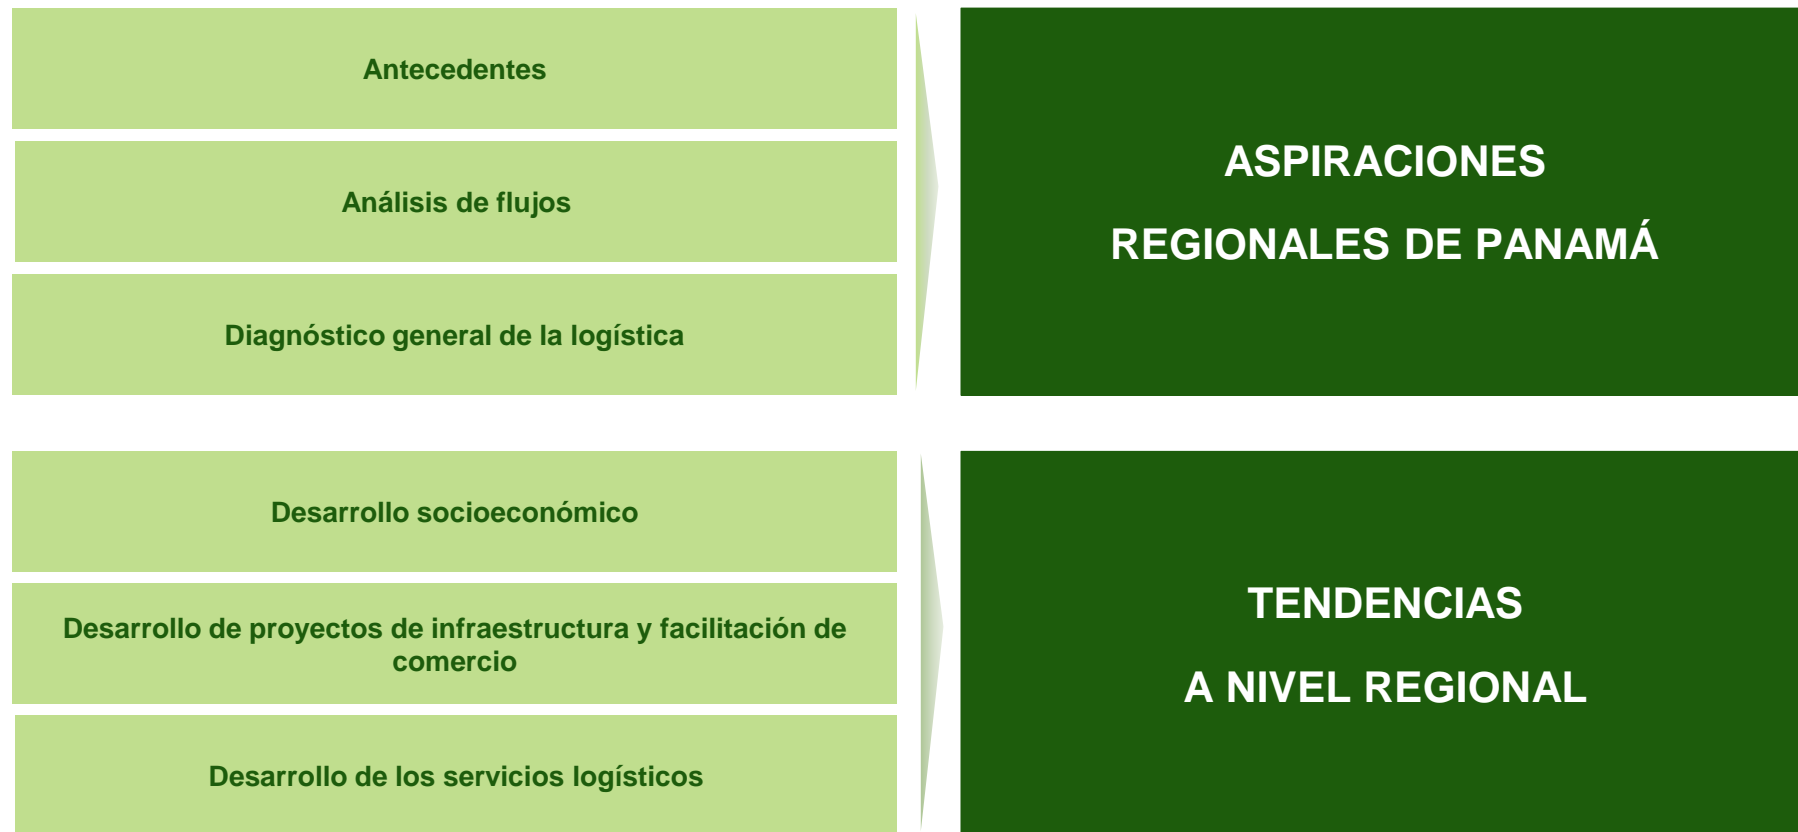 Antecedentes
Análisis de flujos
Diagnóstico general de la logística
ASPIRACIONES
REGIONALES DE PANAMÁ
Desarrollo socioeconómico
Desarrollo de proyectos de infraestructura y facilitación de
comercio
Desarrollo de los servicios logísticos
TENDENCIAS
A NIVEL REGIONAL